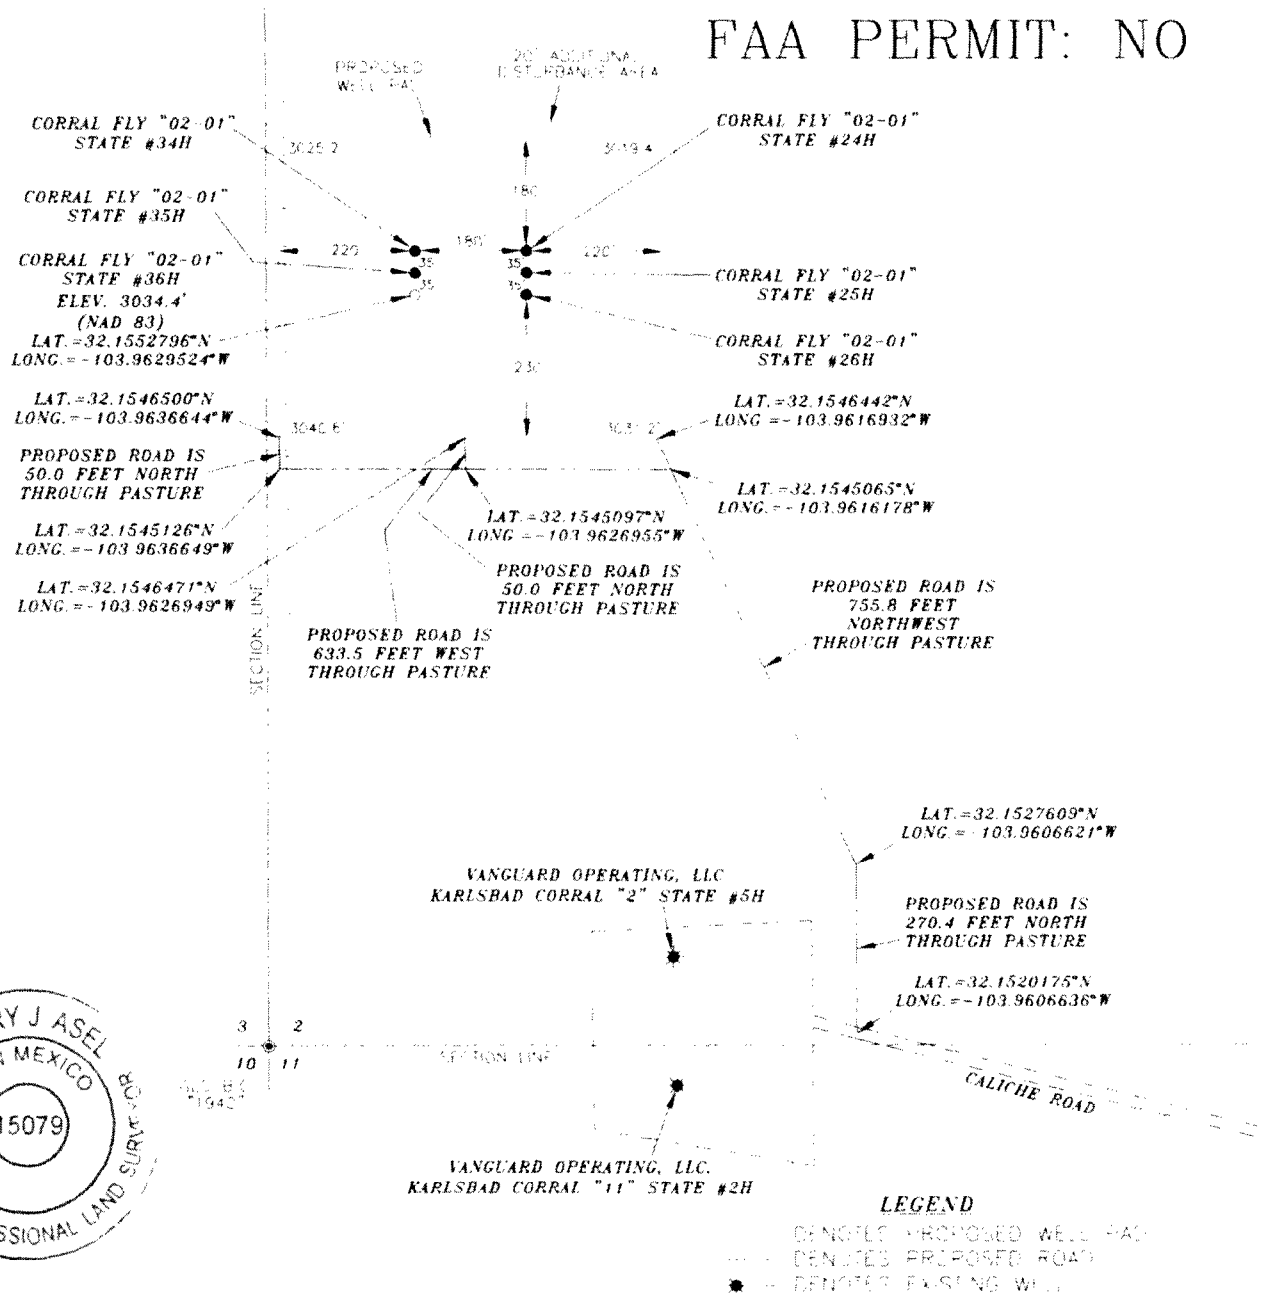 FAA PERMIT: NO
PROPOSED
WELL PAD
DISTURBANCE AREA
CORRAL FLY "02-01"
STATE #34H
CORRAL FLY "02-01"
STATE #24H
3025.2
3019.4
180
CORRAL FLY "02-01"
STATE #35H
220
180'
220'
CORRAL FLY "02-01"
STATE #36H
ELEV. 3034.4'
(NAD 83)
LAT.=32.1552796°N
LONG.=-103.9629524°W
35
35
35'
35'
CORRAL FLY "02-01"
STATE #25H
CORRAL FLY "02-01"
STATE #26H
230
LAT.=32.1546500°N
LONG.=-103.9636644°W
3040.6'
3031.2'
LAT.=32.1546442°N
LONG.=-103.9616932°W
PROPOSED ROAD IS
50.0 FEET NORTH
THROUGH PASTURE
LAT.=32.1545126°N
LONG.=-103.9636649°W
LAT.=32.1545097°N
LONG.=-103.9626955°W
LAT.=32.1545065°N
LONG.=-103.9616178°W
LAT.=32.1546471°N
LONG.=-103.9626949°W
PROPOSED ROAD IS
50.0 FEET NORTH
THROUGH PASTURE
PROPOSED ROAD IS
755.8 FEET
NORTHWEST
THROUGH PASTURE
PROPOSED ROAD IS
633.5 FEET WEST
THROUGH PASTURE
SECTION LINE
LAT.=32.1527609°N
LONG.=-103.9606621°W
VANGUARD OPERATING, LLC
KARLSBAD CORRAL "2" STATE #5H
PROPOSED ROAD IS
270.4 FEET NORTH
THROUGH PASTURE
LAT.=32.1520175°N
LONG.=-103.9606636°W
3 2
10 11
"1942"
SECTION LINE
CALICHE ROAD
RY J ASEL
MEXICO
15079
SSIONAL LAND SURVEYOR
VANGUARD OPERATING, LLC.
KARLSBAD CORRAL "11" STATE #2H
LEGEND
DENOTES PROPOSED WELL PAD
DENOTES PROPOSED ROAD
DENOTES EXISTING WELL